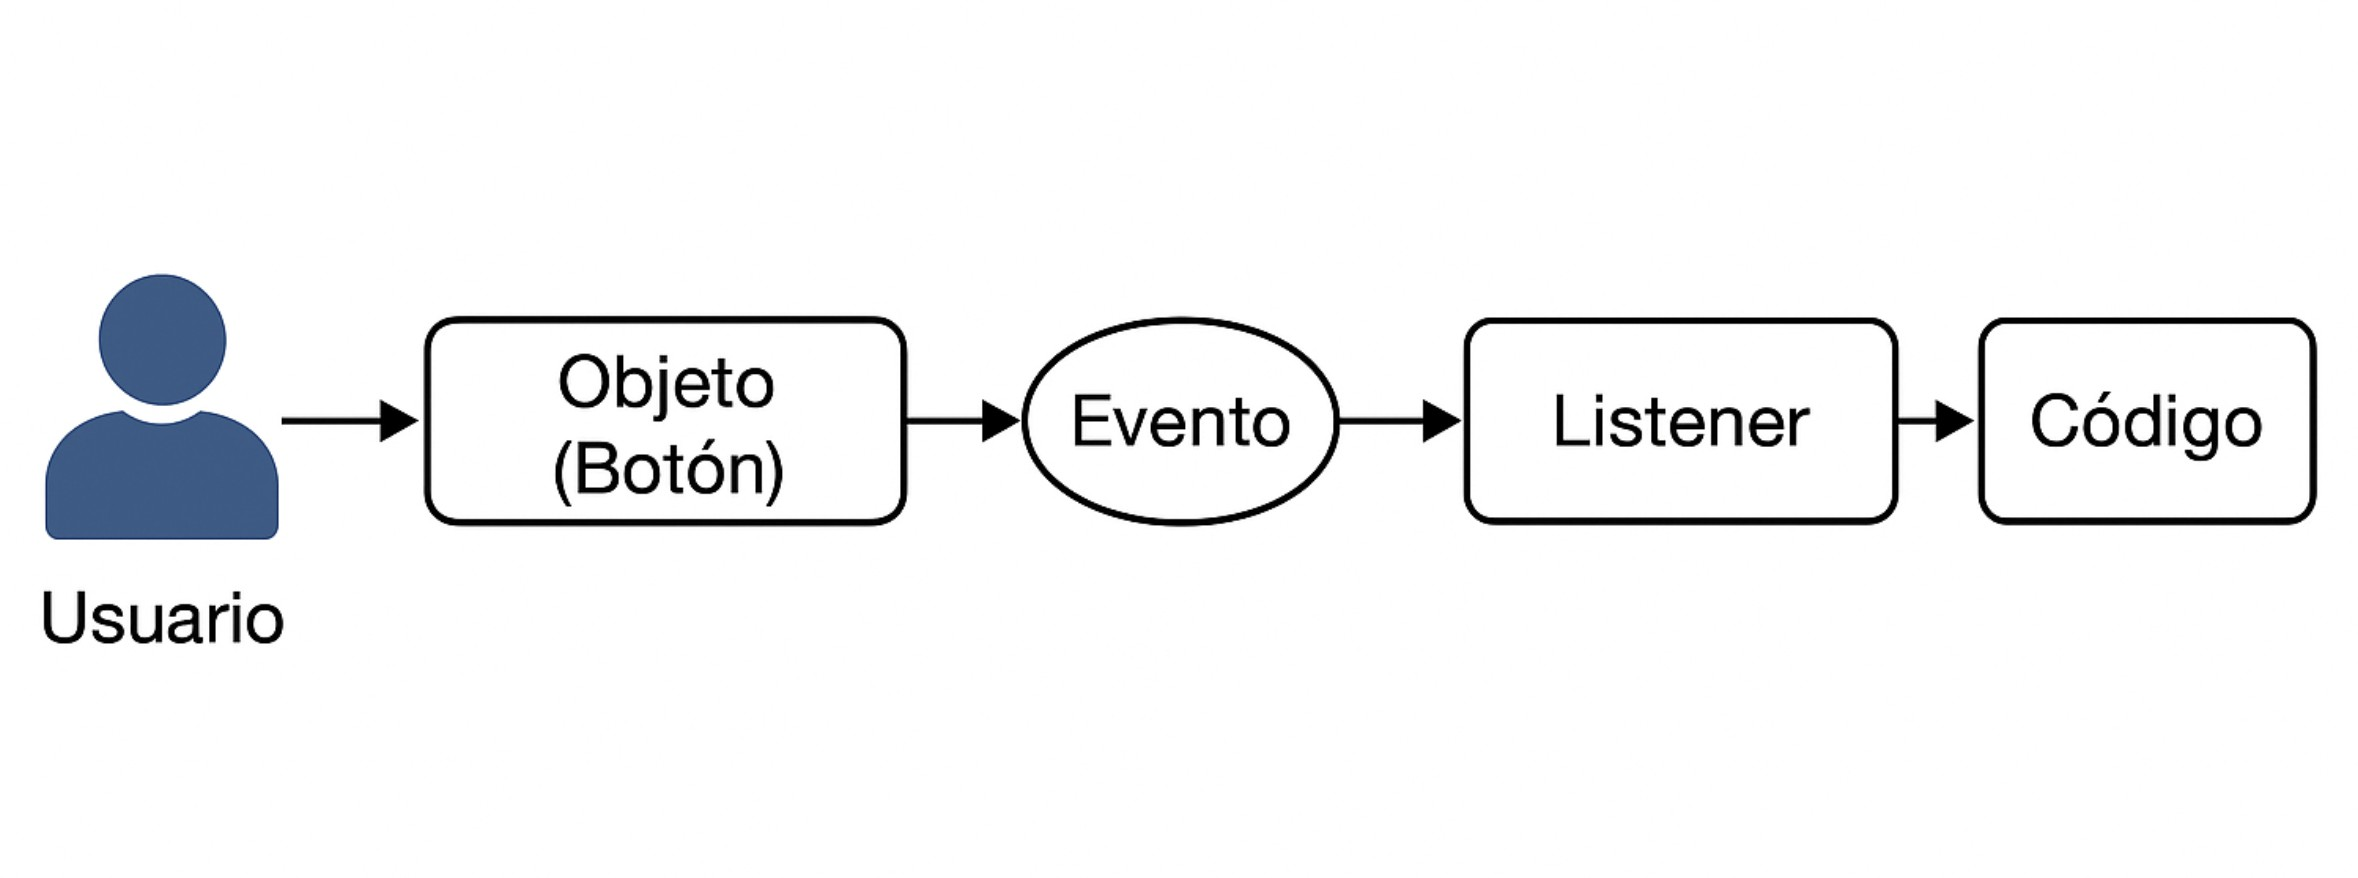 Usuario
Objeto
(Botón)
Evento
Listener
Código